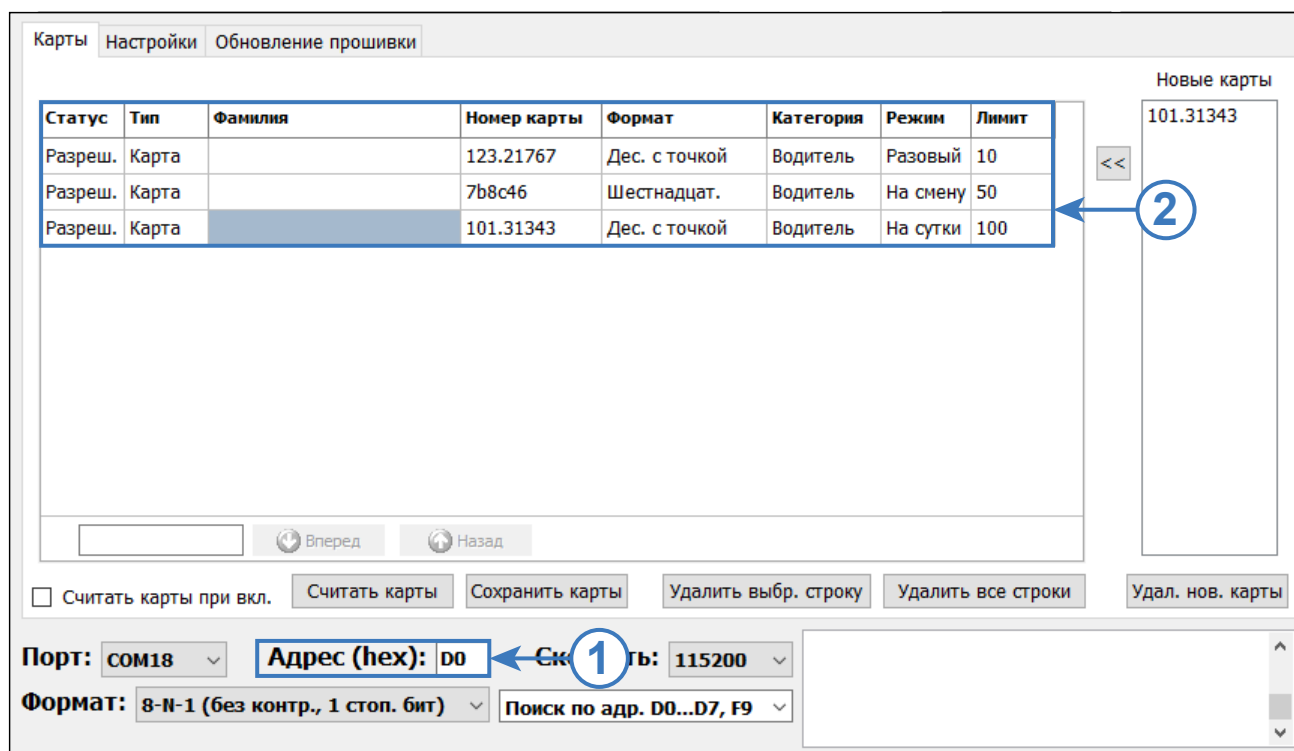 Карты Настройки Обновление прошивки
Новые карты
Статус Тип Фамилия Номер карты Формат Категория Режим Лимит
101.31343
Разреш. Карта 123.21767 Дес. с точкой Водитель Разовый 10
<<
Разреш. Карта 7b8c46 Шестнадцат. Водитель На смену 50
2
Разреш. Карта 101.31343 Дес. с точкой Водитель На сутки 100
Вперед Назад
Считать карты при вкл. Считать карты Сохранить карты Удалить выбр. строку Удалить все строки Удал. нов. карты
Порт: COM18 Адрес (hex): D0 1 ть: 115200
Формат: 8-N-1 (без контр., 1 стоп. бит) Поиск по адр. D0...D7, F9